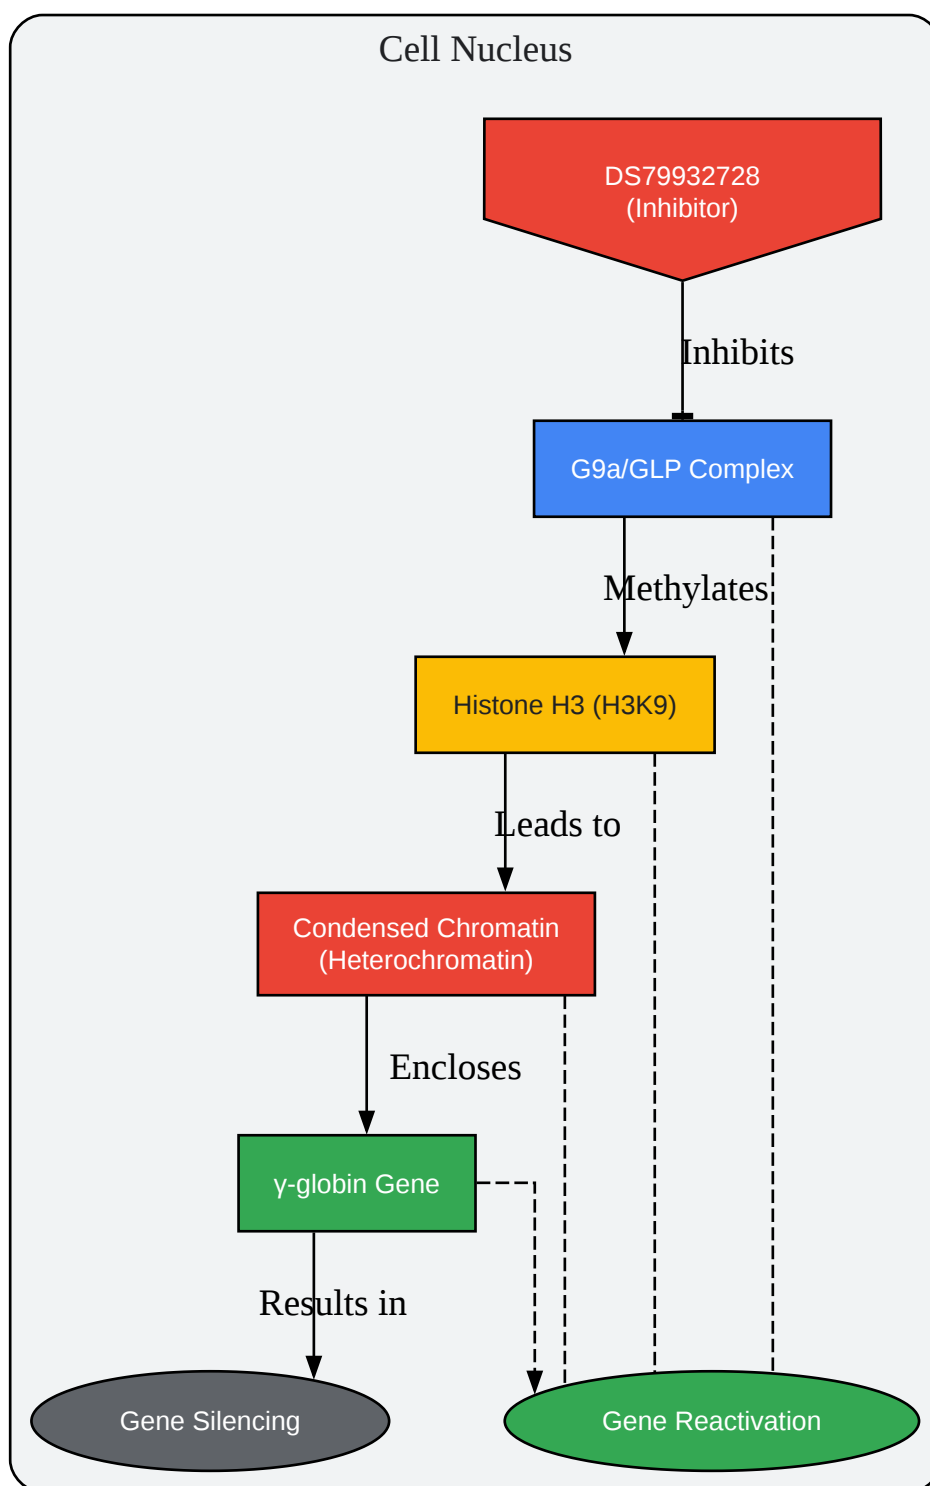 Cell Nucleus
DS79932728
(Inhibitor)
Inhibits
G9a/GLP Complex
Methylates
Histone H3 (H3K9)
Leads to
Condensed Chromatin
(Heterochromatin)
Encloses
γ-globin Gene
Results in
Gene Silencing
Gene Reactivation